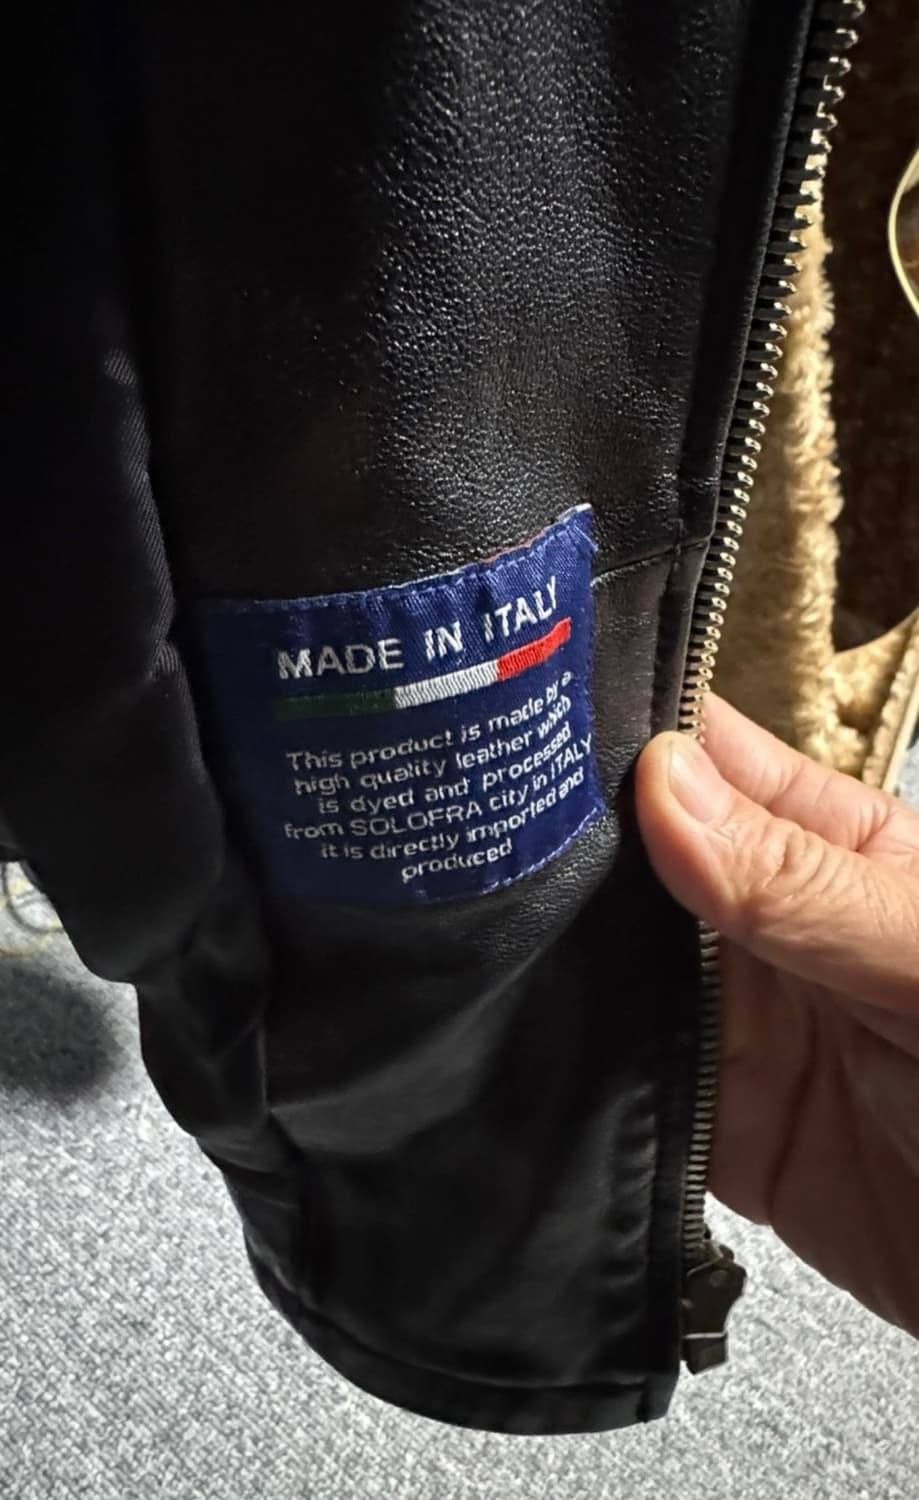 MADE IN ITALY
This product is made by a
high quality leather which
is dyed and processed
from SOLOFRA city in ITALY
it is directly imported and
produced